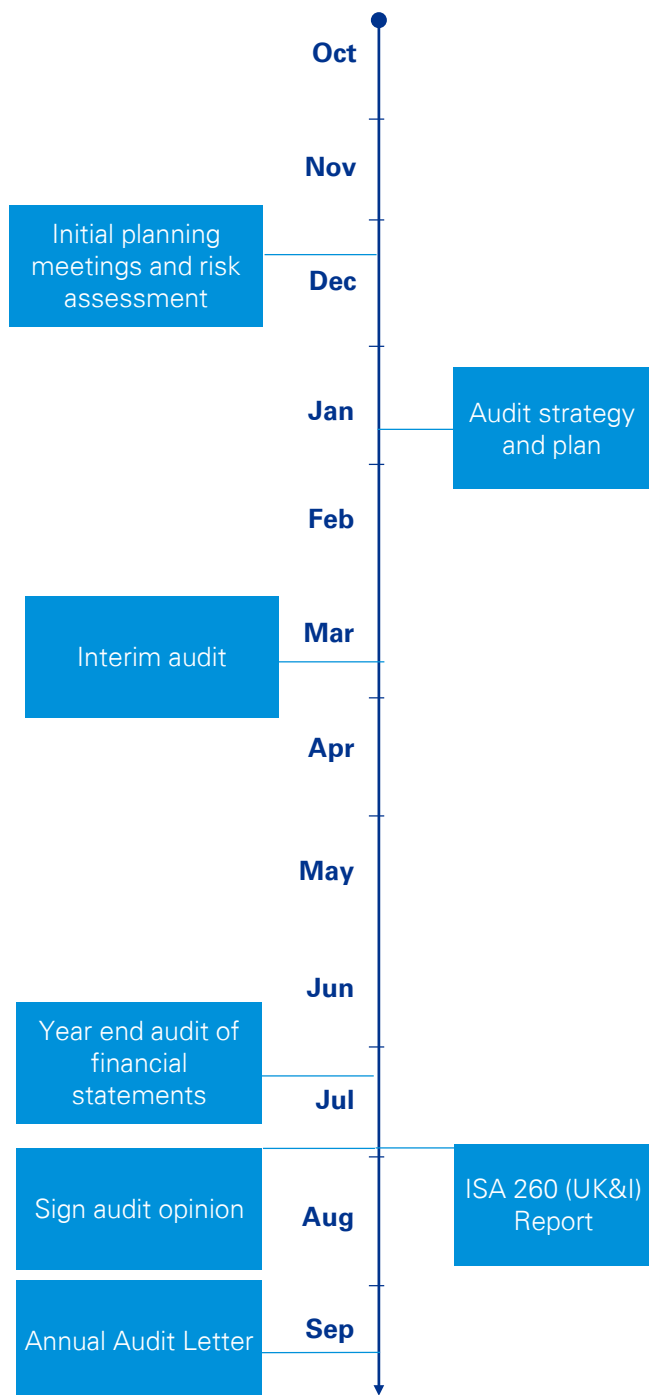 Oct
Nov
Initial planning
meetings and risk
assessment
Dec
Jan
Audit strategy
and plan
Feb
Mar
Interim audit
Apr
May
Jun
Year end audit of
financial
statements
Jul
Sign audit opinion
ISA 260 (UK&I)
Report
Aug
Sep
Annual Audit Letter